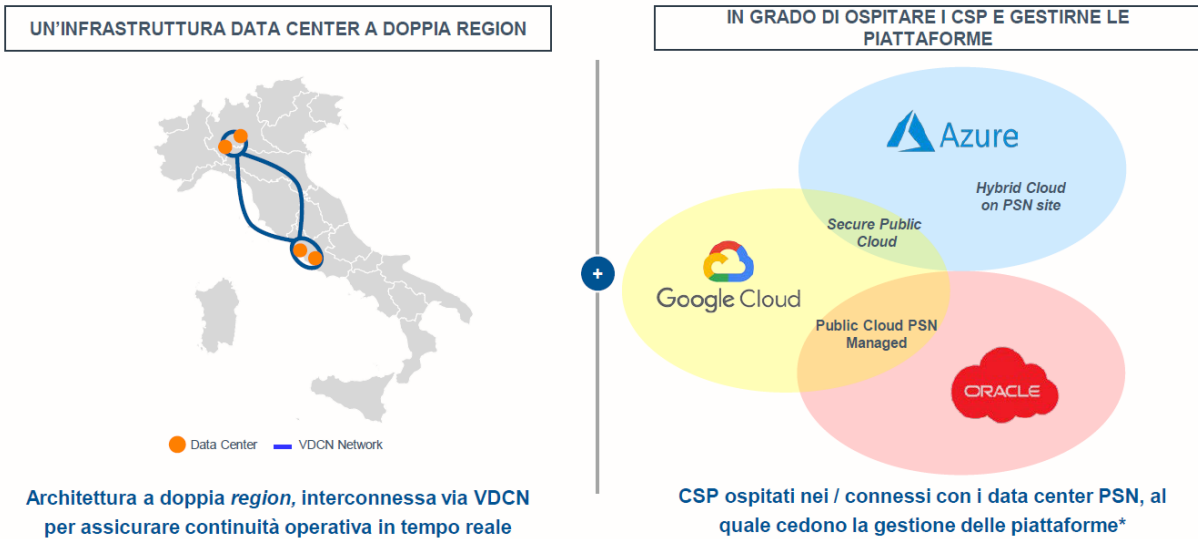 UN'INFRASTRUTTURA DATA CENTER A DOPPIA REGION
Data Center
VDCN Network
Architettura a doppia region, interconnessa via VDCN
per assicurare continuità operativa in tempo reale
+
IN GRADO DI OSPITARE I CSP E GESTIRNE LE
PIATTAFORME
Azure
Hybrid Cloud
on PSN site
Secure Public
Cloud
Google Cloud
Public Cloud PSN
Managed
ORACLE
CSP ospitati nei / connessi con i data center PSN, al
quale cedono la gestione delle piattaforme*